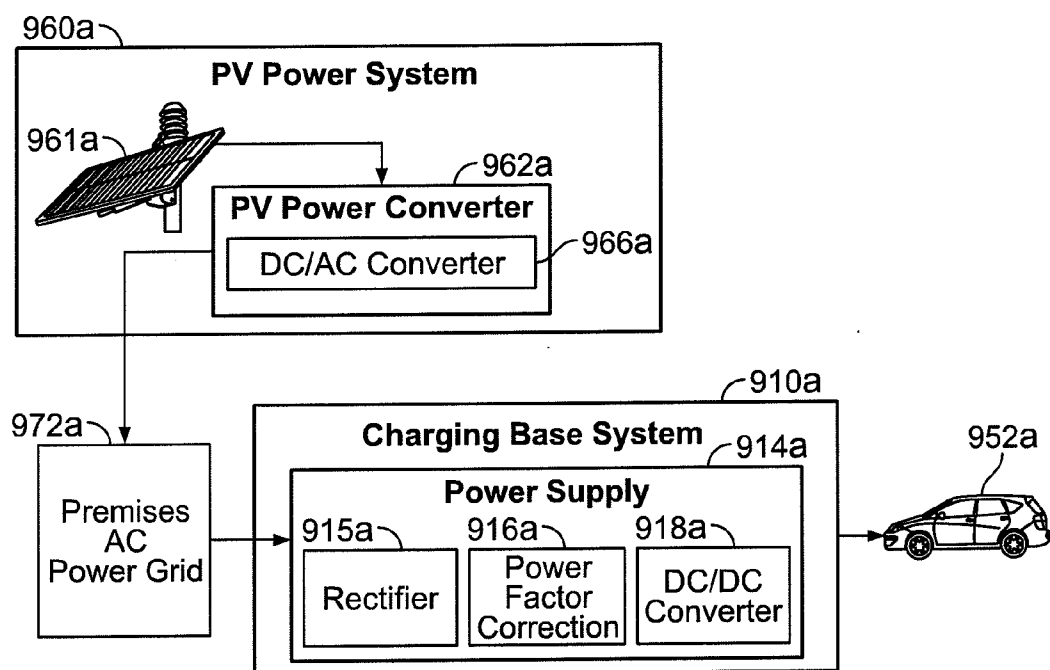 960a
PV Power System
961a
962a
PV Power Converter
DC/AC Converter
966a
910a
972a
Charging Base System
914a
952a
Premises
AC
Power Grid
Power Supply
915a
916a
918a
Rectifier
Power
Factor
Correction
DC/DC
Converter